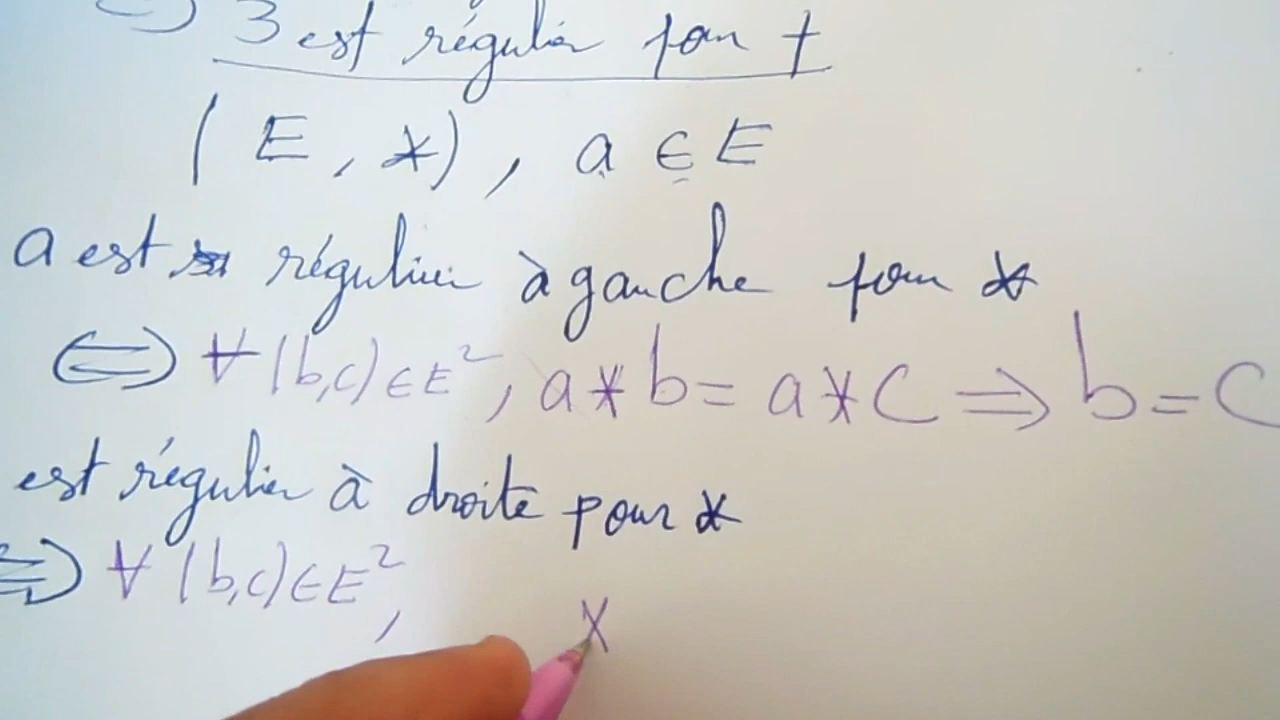 3 est régulier pour +
(E, *), a ∈ E
a est régulier à gauche pour *
⇔ ∀ (b,c) ∈ E², a * b = a * c ⇒ b = c
est régulier à droite pour *
⇔ ∀ (b,c) ∈ E²,